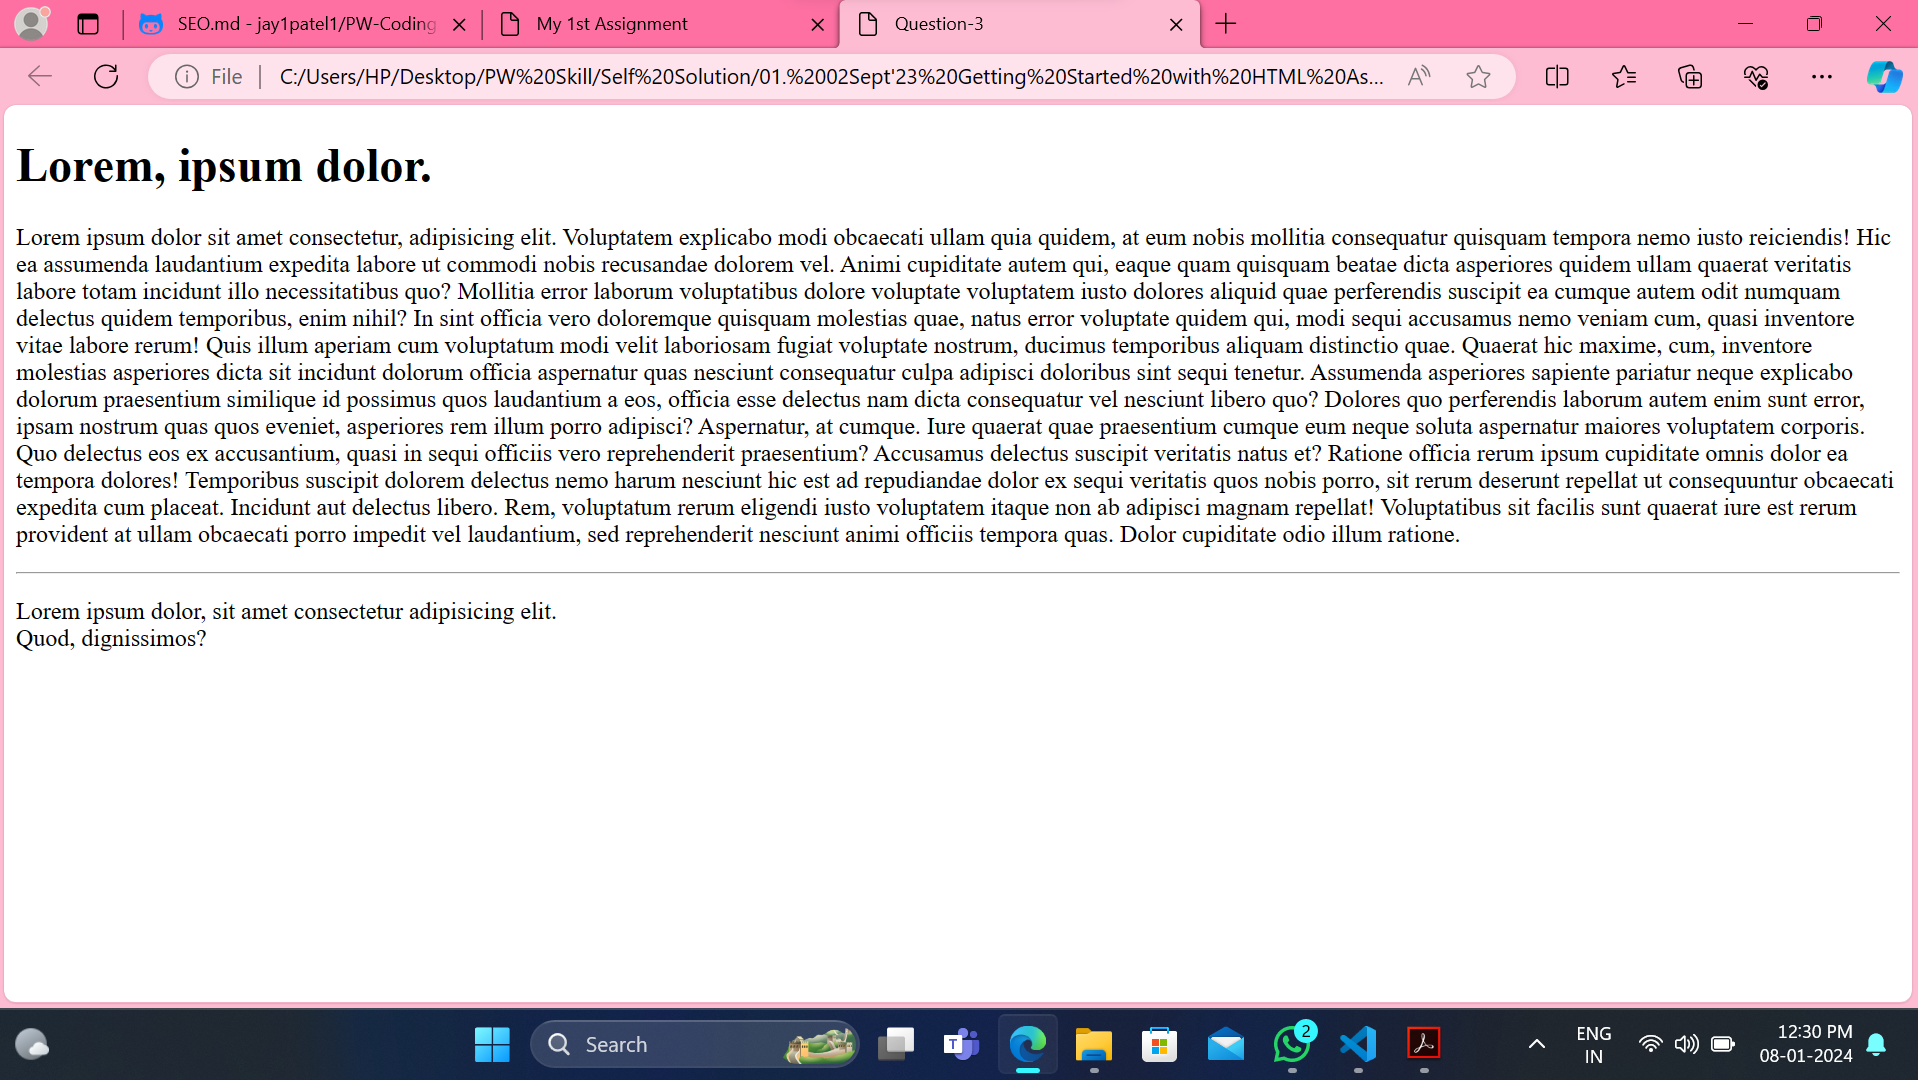 SEO.md - jay1patel1/PW-Coding
My 1st Assignment
Question-3
File
C:/Users/HP/Desktop/PW%20Skill/Self%20Solution/01.%2002Sept'23%20Getting%20Started%20with%20HTML%20As...
Lorem, ipsum dolor.
Lorem ipsum dolor sit amet consectetur, adipisicing elit. Voluptatem explicabo modi obcaecati ullam quia quidem, at eum nobis mollitia consequatur quisquam tempora nemo iusto reiciendis! Hic
ea assumenda laudantium expedita labore ut commodi nobis recusandae dolorem vel. Animi cupiditate autem qui, eaque quam quisquam beatae dicta asperiores quidem ullam quaerat veritatis
labore totam incidunt illo necessitatibus quo? Mollitia error laborum voluptatibus dolore voluptate voluptatem iusto dolores aliquid quae perferendis suscipit ea cumque autem odit numquam
delectus quidem temporibus, enim nihil? In sint officia vero doloremque quisquam molestias quae, natus error voluptate quidem qui, modi sequi accusamus nemo veniam cum, quasi inventore
vitae labore rerum! Quis illum aperiam cum voluptatum modi velit laboriosam fugiat voluptate nostrum, ducimus temporibus aliquam distinctio quae. Quaerat hic maxime, cum, inventore
molestias asperiores dicta sit incidunt dolorum officia aspernatur quas nesciunt consequatur culpa adipisci doloribus sint sequi tenetur. Assumenda asperiores sapiente pariatur neque explicabo
dolorum praesentium similique id possimus quos laudantium a eos, officia esse delectus nam dicta consequatur vel nesciunt libero quo? Dolores quo perferendis laborum autem enim sunt error,
ipsam nostrum quas quos eveniet, asperiores rem illum porro adipisci? Aspernatur, at cumque. Iure quaerat quae praesentium cumque eum neque soluta aspernatur maiores voluptatem corporis.
Quo delectus eos ex accusantium, quasi in sequi officiis vero reprehenderit praesentium? Accusamus delectus suscipit veritatis natus et? Ratione officia rerum ipsum cupiditate omnis dolor ea
tempora dolores! Temporibus suscipit dolorem delectus nemo harum nesciunt hic est ad repudiandae dolor ex sequi veritatis quos nobis porro, sit rerum deserunt repellat ut consequuntur obcaecati
expedita cum placeat. Incidunt aut delectus libero. Rem, voluptatum rerum eligendi iusto voluptatem itaque non ab adipisci magnam repellat! Voluptatibus sit facilis sunt quaerat iure est rerum
provident at ullam obcaecati porro impedit vel laudantium, sed reprehenderit nesciunt animi officiis tempora quas. Dolor cupiditate odio illum ratione.
Lorem ipsum dolor, sit amet consectetur adipisicing elit.
Quod, dignissimos?
Search
T
2
ENG
IN
12:30 PM
08-01-2024